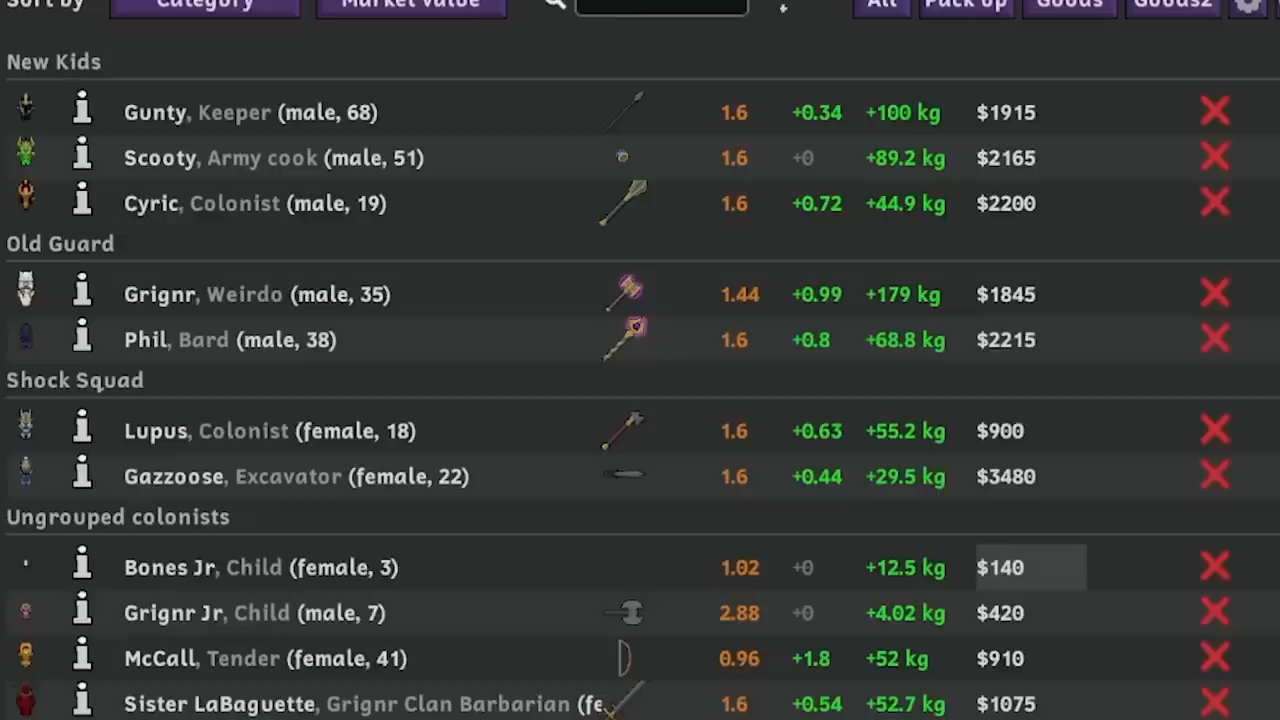 Sort by Category Market value All Pack up Goods Goods2
New Kids
Gunty, Keeper (male, 68) 1.6 +0.34 +100 kg $1915
Scooty, Army cook (male, 51) 1.6 +0 +89.2 kg $2165
Cyric, Colonist (male, 19) 1.6 +0.72 +44.9 kg $2200
Old Guard
Grignr, Weirdo (male, 35) 1.44 +0.99 +179 kg $1845
Phil, Bard (male, 38) 1.6 +0.8 +68.8 kg $2215
Shock Squad
Lupus, Colonist (female, 18) 1.6 +0.63 +55.2 kg $900
Gazzoose, Excavator (female, 22) 1.6 +0.44 +29.5 kg $3480
Ungrouped colonists
Bones Jr, Child (female, 3) 1.02 +0 +12.5 kg $140
Grignr Jr, Child (male, 7) 2.88 +0 +4.02 kg $420
McCall, Tender (female, 41) 0.96 +1.8 +52 kg $910
Sister LaBaguette, Grignr Clan Barbarian (fe 1.6 +0.54 +52.7 kg $1075